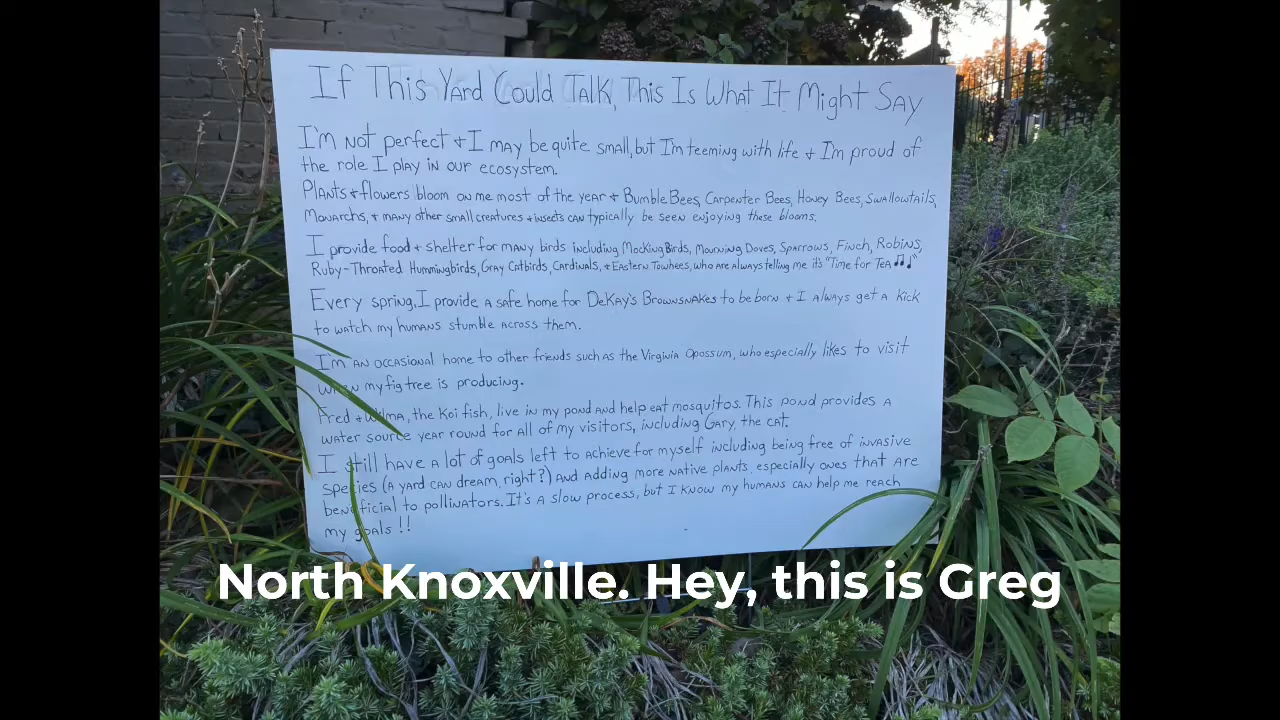 If This Yard Could Talk, This Is What It Might Say
I'm not perfect + I may be quite small, but I'm teeming with life + I'm proud of
the role I play in our ecosystem.
Plants + flowers bloom on me most of the year + Bumble Bees, Carpenter Bees, Honey Bees, Swallowtails,
Monarchs, + many other small creatures + insects can typically be seen enjoying these blooms.
I provide food + shelter for many birds including MockingBirds, Mourning Doves, Sparrows, Finch, Robins,
Ruby-Throated Hummingbirds, Gray Catbirds, Cardinals, + Eastern Towhees, who are always telling me it's "Time for Tea ♫♩"
Every spring, I provide a safe home for DeKay's Brownsnakes to be born + I always get a kick
to watch my humans stumble across them.
I'm an occasional home to other friends such as the Virginia Opossum, who especially likes to visit
when my fig tree is producing.
Fred + Wilma, the Koi fish, live in my pond and help eat mosquitos. This pond provides a
water source year round for all of my visitors, including Gary, the cat.
I still have a lot of goals left to achieve for myself including being free of invasive
species (a yard can dream, right?) and adding more native plants, especially ones that are
beneficial to pollinators. It's a slow process, but I know my humans can help me reach
my goals!!
North Knoxville. Hey, this is Greg